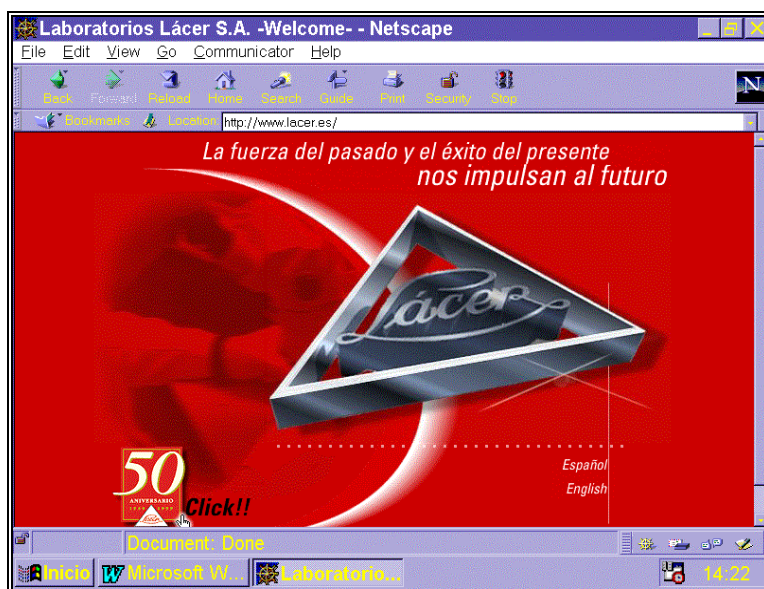 Laboratorios Lácer S.A. -Welcome- - Netscape
File Edit View Go Communicator Help
Back Forward Reload Home Search Guide Print Security Stop
N
Bookmarks Location http://www.lacer.es/
La fuerza del pasado y el éxito del presente
nos impulsan al futuro
Lácer
50
ANIVERSARIO
Click!!
Español
English
Document: Done
Inicio Microsoft W... Laboratorio... 14:22